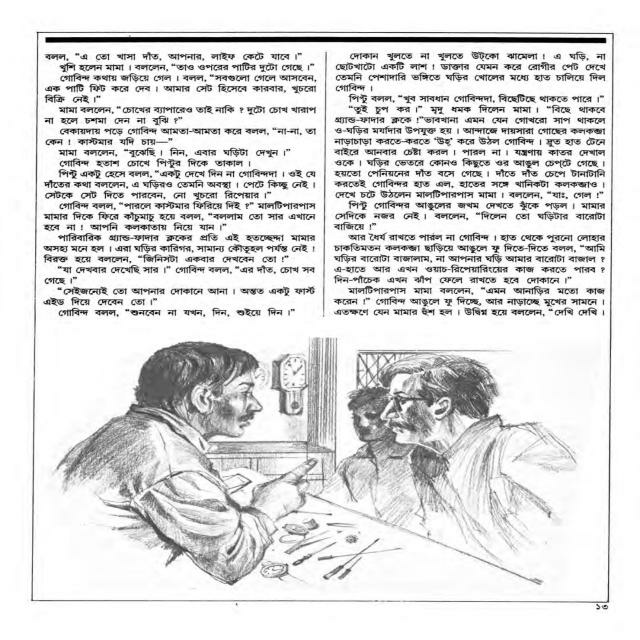 বলল, “এ তো খাসা দাঁত, আপনার, লাইফ কেটে যাবে।”
খুশি হলেন মামা। বললেন, “তাও ওপরের পাটির দুটো গেছে।”
গোবিন্দ কথায় জড়িয়ে গেল। বলল, “সবগুলো গেলে আসবেন,
এক পাটি ফিট করে দেব। আমার সেট হিসেবে কারবার, খুচরো
বিক্রি নেই।”
মামা বললেন, “চোখের ব্যাপারেও তাই নাকি? দুটো চোখ খারাপ
না হলে চশমা দেন না বুঝি?”
বেকায়দায় পড়ে গোবিন্দ আমতা-আমতা করে বলল, “না-না, তা
কেন! কাস্টমার যদি চায়—”
মামা বললেন, “বুঝেছি। নিন, এবার ঘড়িটা দেখুন।”
গোবিন্দ হতাশ চোখে পিন্টুর দিকে তাকাল।
পিন্টু একটু হেসে বলল, “একটু দেখে দিন না গোবিন্দদা। ওই যে
দাঁতের কথা বললেন, এ ঘড়িরও তেমনি অবস্থা। পেটে কিচ্ছু নেই।
সেটকে সেট দিতে পারবেন, নো খুচরো রিপেয়ার।”
গোবিন্দ বলল, “পারলে কাস্টমার ফিরিয়ে দিই?” মালটিপারপাস
মামার দিকে ফিরে কাঁচুমাচু হয়ে বলল, “বললাম তো সার এখানে
হবে না। আপনি কলকাতায় নিয়ে যান।”
পারিবারিক গ্র্যান্ড-ফাদার ক্লকের প্রতি এই হতচ্ছেদ্দা মামার
অসহ্য মনে হল। এরা ঘড়ির কারিগর, সামান্য কৌতূহল পর্যন্ত নেই।
বিরক্ত হয়ে বললেন, “জিনিসটা একবার দেখবেন তো!”
“যা দেখবার দেখেছি সার।” গোবিন্দ বলল, “এর দাঁত, চোখ সব
গেছে।”
“সেইজন্যেই তো আপনার দোকানে আনা। অন্তত একটু ফার্স্ট
এইড দিয়ে দেবেন তো।”
গোবিন্দ বলল, “শুনবেন না যখন, দিন, শুইয়ে দিন।”
দোকান খুলতে না খুলতে উট্‌কো ঝামেলা। এ ঘড়ি, না
ছোটখাটো একটি লাশ। ডাক্তার যেমন করে রোগীর পেট দেখে
তেমনি পেশাদারি ভঙ্গিতে ঘড়ির খোলের মধ্যে হাত চালিয়ে দিল
গোবিন্দ।
পিন্টু বলল, “খুব সাবধান গোবিন্দদা, বিছেটিছে থাকতে পারে।”
“তুই চুপ কর।” মৃদু ধমক দিলেন মামা। “বিছে থাকবে
গ্র্যান্ড-ফাদার ক্লকে!” ভাবখানা এমন যেন গোখরো সাপ থাকলে
ও-ঘড়ির মর্যাদার উপযুক্ত হয়। আন্দাজে দায়সারা গোছের কলকব্জা
নাড়াচাড়া করতে-করতে ‘উহু’ করে উঠল গোবিন্দ। দ্রুত হাত টেনে
বাইরে আনবার চেষ্টা করল। পারল না। যন্ত্রণায় কাতর দেখাল
ওকে। ঘড়ির ভেতরে কোনও কিছুতে ওর আঙুল চেপ্টে গেছে।
হয়তো পেনিয়নের দাঁত বসে গেছে। দাঁতে দাঁত চেপে টানাটানি
করতেই গোবিন্দর হাত এল, হাতের সঙ্গে খানিকটা কলকব্জাও।
দেখে চটে উঠলেন মালটিপারপাস মামা। বললেন, “যাঃ, গেল!”
পিন্টু গোবিন্দর আঙুলের জখম দেখতে ঝুঁকে পড়ল। মামার
সেদিকে নজর নেই। বললেন, “দিলেন তো ঘড়িটার বারোটা
বাজিয়ে!”
আর ধৈর্য রাখতে পারল না গোবিন্দ। হাত থেকে পুরনো লোহার
চাকতিমতন কলকব্জা ছাড়িয়ে আঙুলে ফুঁ দিতে-দিতে বলল, “আমি
ঘড়ির বারোটা বাজালাম, না আপনার ঘড়ি আমার বারোটা বাজাল?
এ-হাতে আর এখন ওয়াচ-রিপেয়ারিংয়ের কাজ করতে পারব?
দিন-পাঁচেক এখন ঝাঁপ ফেলে রাখতে হবে দোকানে।”
মালটিপারপাস মামা বললেন, “এমন আনাড়ির মতো কাজ
করেন!” গোবিন্দ আঙুলে ফুঁ দিচ্ছে, আর নাড়াচ্ছে মুখের সামনে।
এতক্ষণে যেন মামার হুঁশ হল। উদ্বিগ্ন হয়ে বললেন, “দেখি দেখি।
১৩